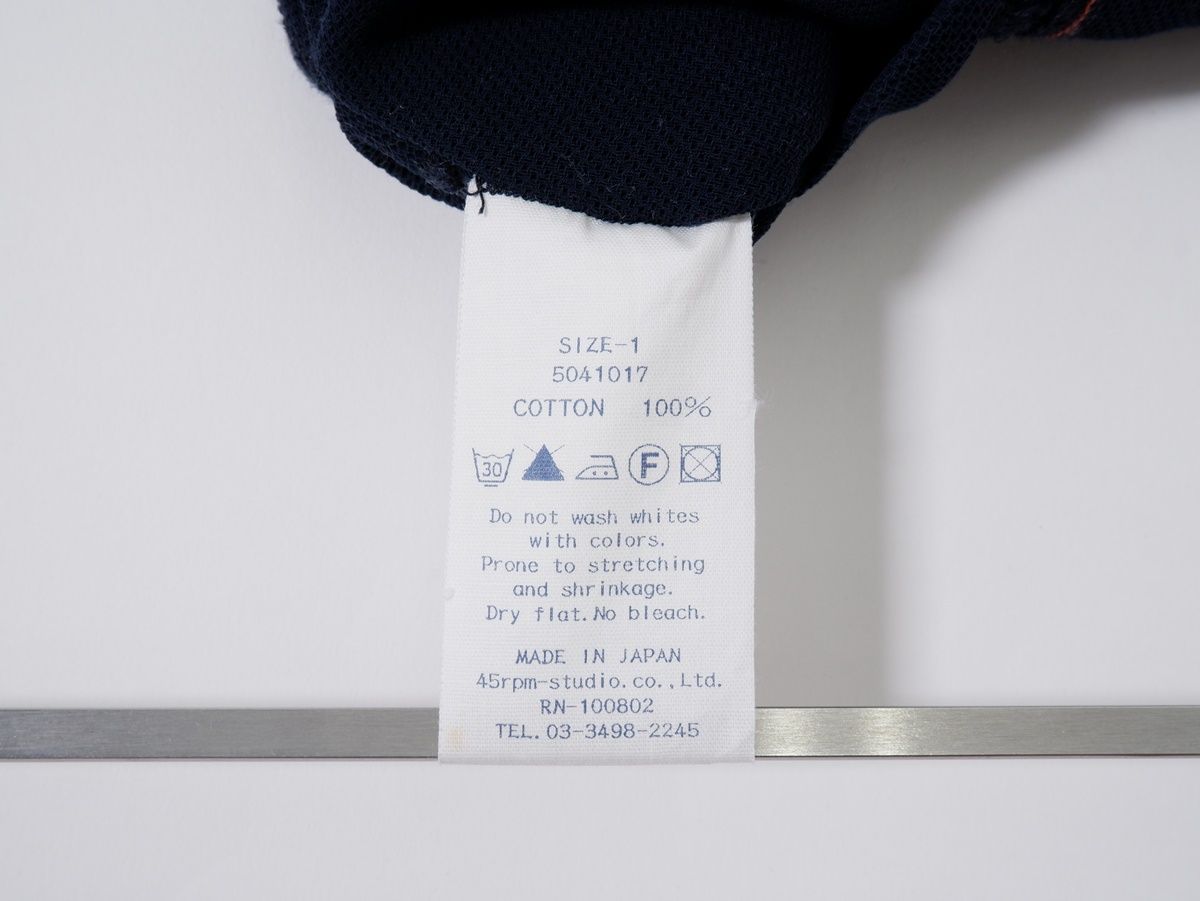 SIZE-1
5041017
COTTON 100%
30 F
Do not wash whites
with colors.
Prone to stretching
and shrinkage.
Dry flat. No bleach.
MADE IN JAPAN
45rpm-studio.co.,Ltd.
RN-100802
TEL. 03-3498-2245